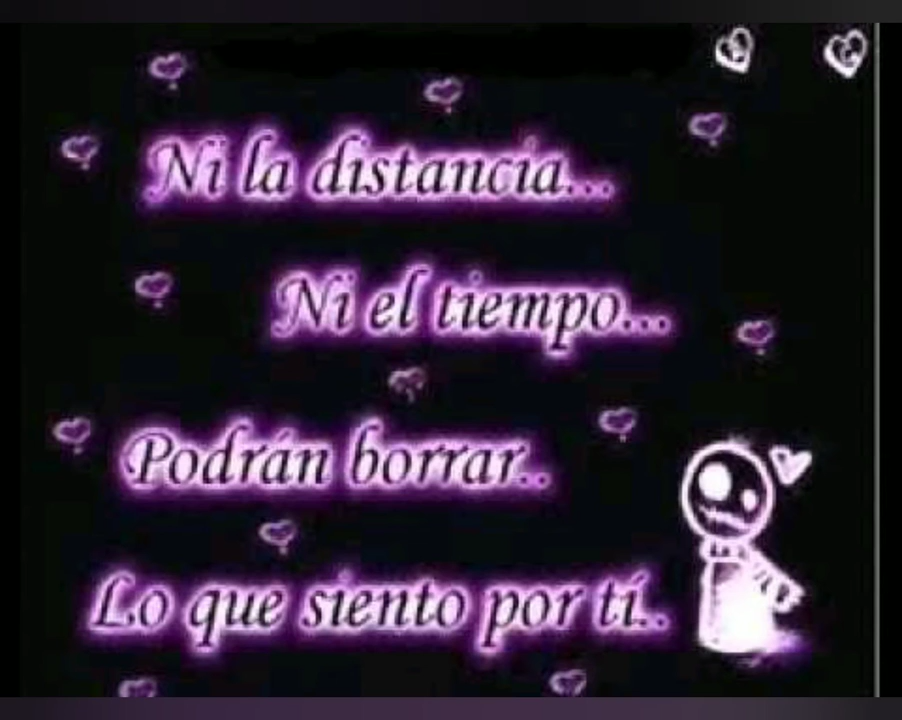 Ni la distancia...
Ni el tiempo...
Podrán borrar..
Lo que siento por tí..